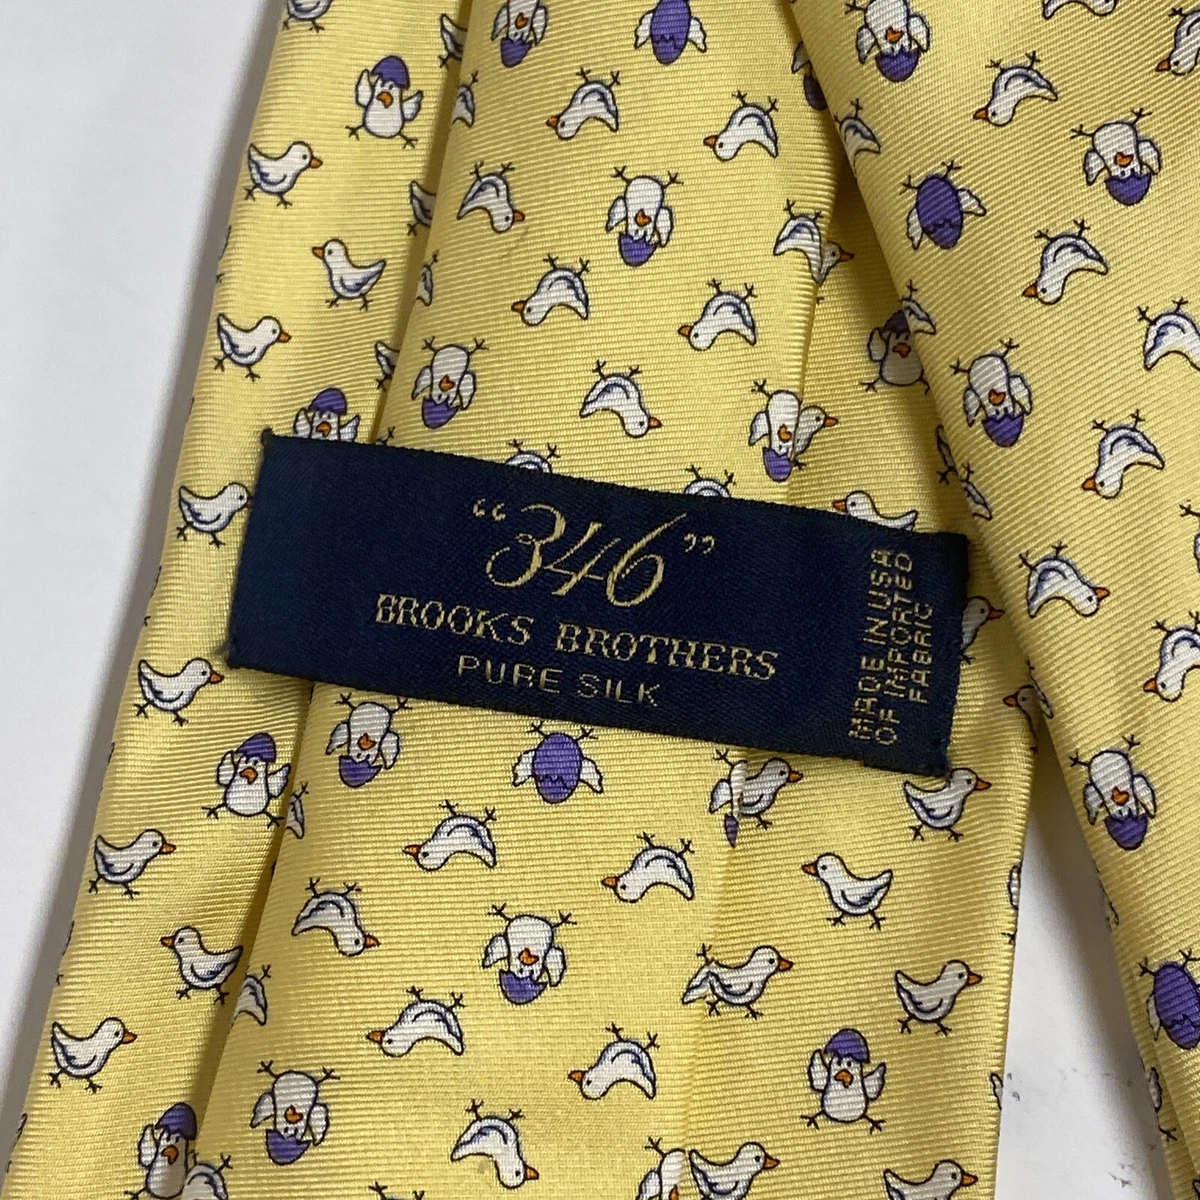 “346”
BROOKS BROTHERS
PURE SILK
MADE IN USA
OF IMPORTED
FABRIC